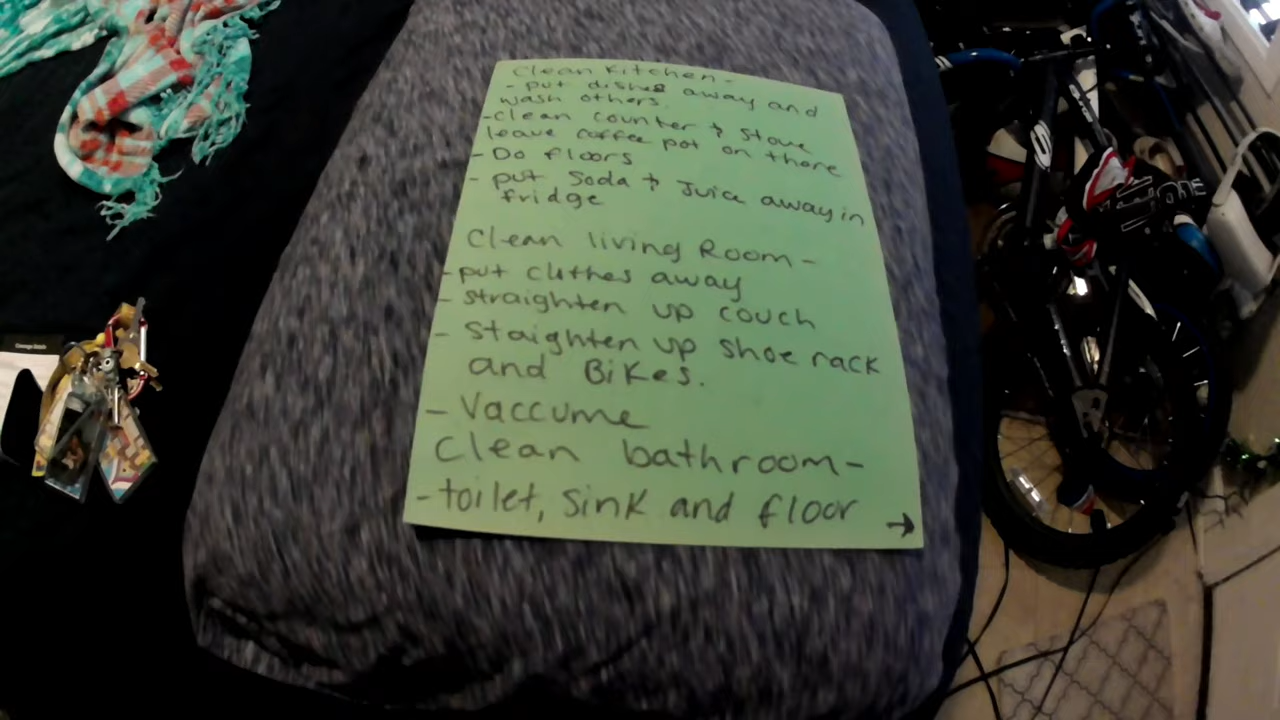 Clean Kitchen-
- put dishes away and
wash others.
-clean counter & Stove
leave coffee pot on there
- Do floors
- put Soda & Juice away in
fridge
Clean living Room-
-put clothes away
- straighten up couch
- Staighten up shoe rack
and Bikes.
- Vaccume
Clean bathroom-
-toilet, Sink and floor →